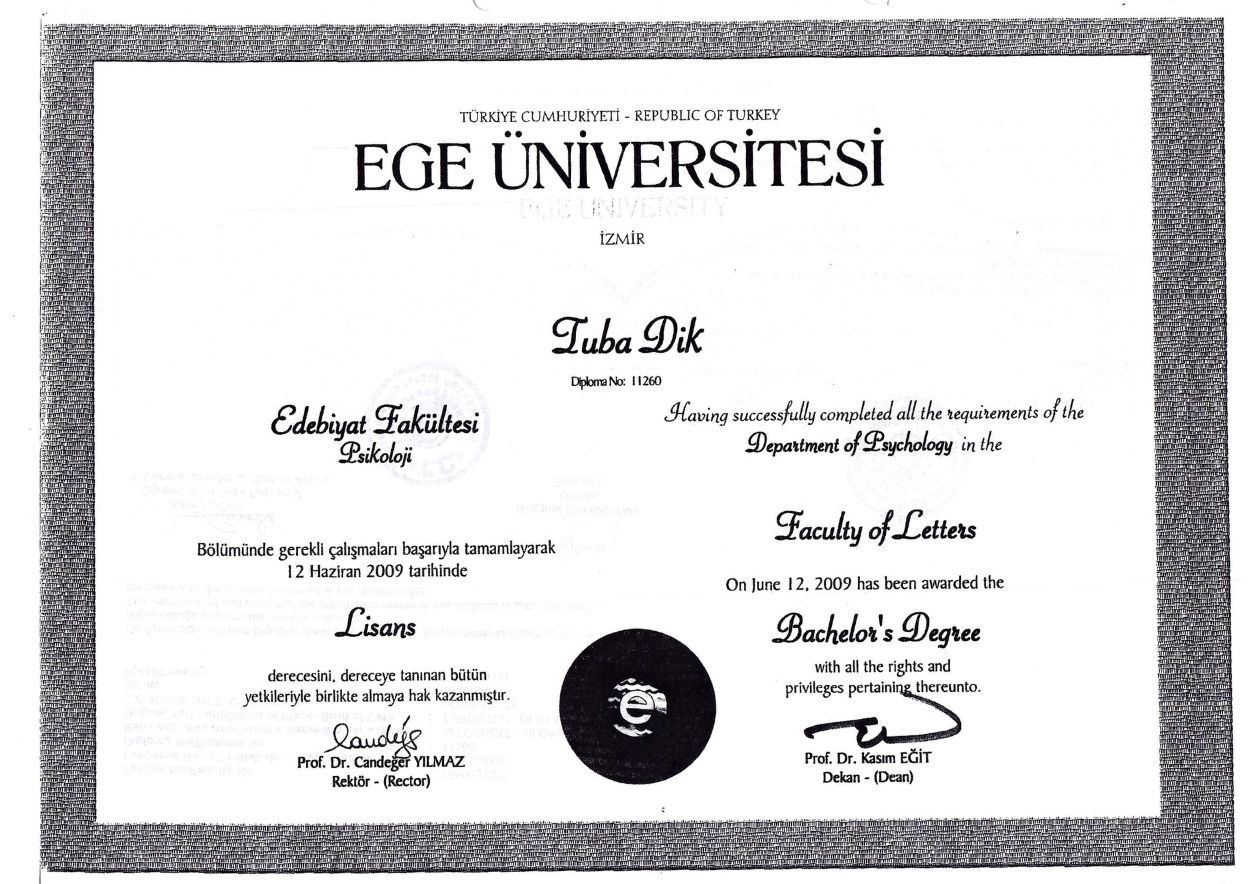 TÜRKİYE CUMHURİYETİ - REPUBLIC OF TURKEY
EGE ÜNİVERSİTESİ
EGE UNIVERSITY
İZMİR
Tuba Dik
Diploma No: 11260
Edebiyat Fakültesi
Psikoloji
Bölümünde gerekli çalışmaları başarıyla tamamlayarak
12 Haziran 2009 tarihinde
Lisans
derecesini, dereceye tanınan bütün
yetkileriyle birlikte almaya hak kazanmıştır.
Prof. Dr. Candeğer YILMAZ
Rektör - (Rector)
Having successfully completed all the requirements of the
Department of Psychology in the
Faculty of Letters
On June 12, 2009 has been awarded the
Bachelor's Degree
with all the rights and
privileges pertaining thereunto.
Prof. Dr. Kasım EĞİT
Dekan - (Dean)
e